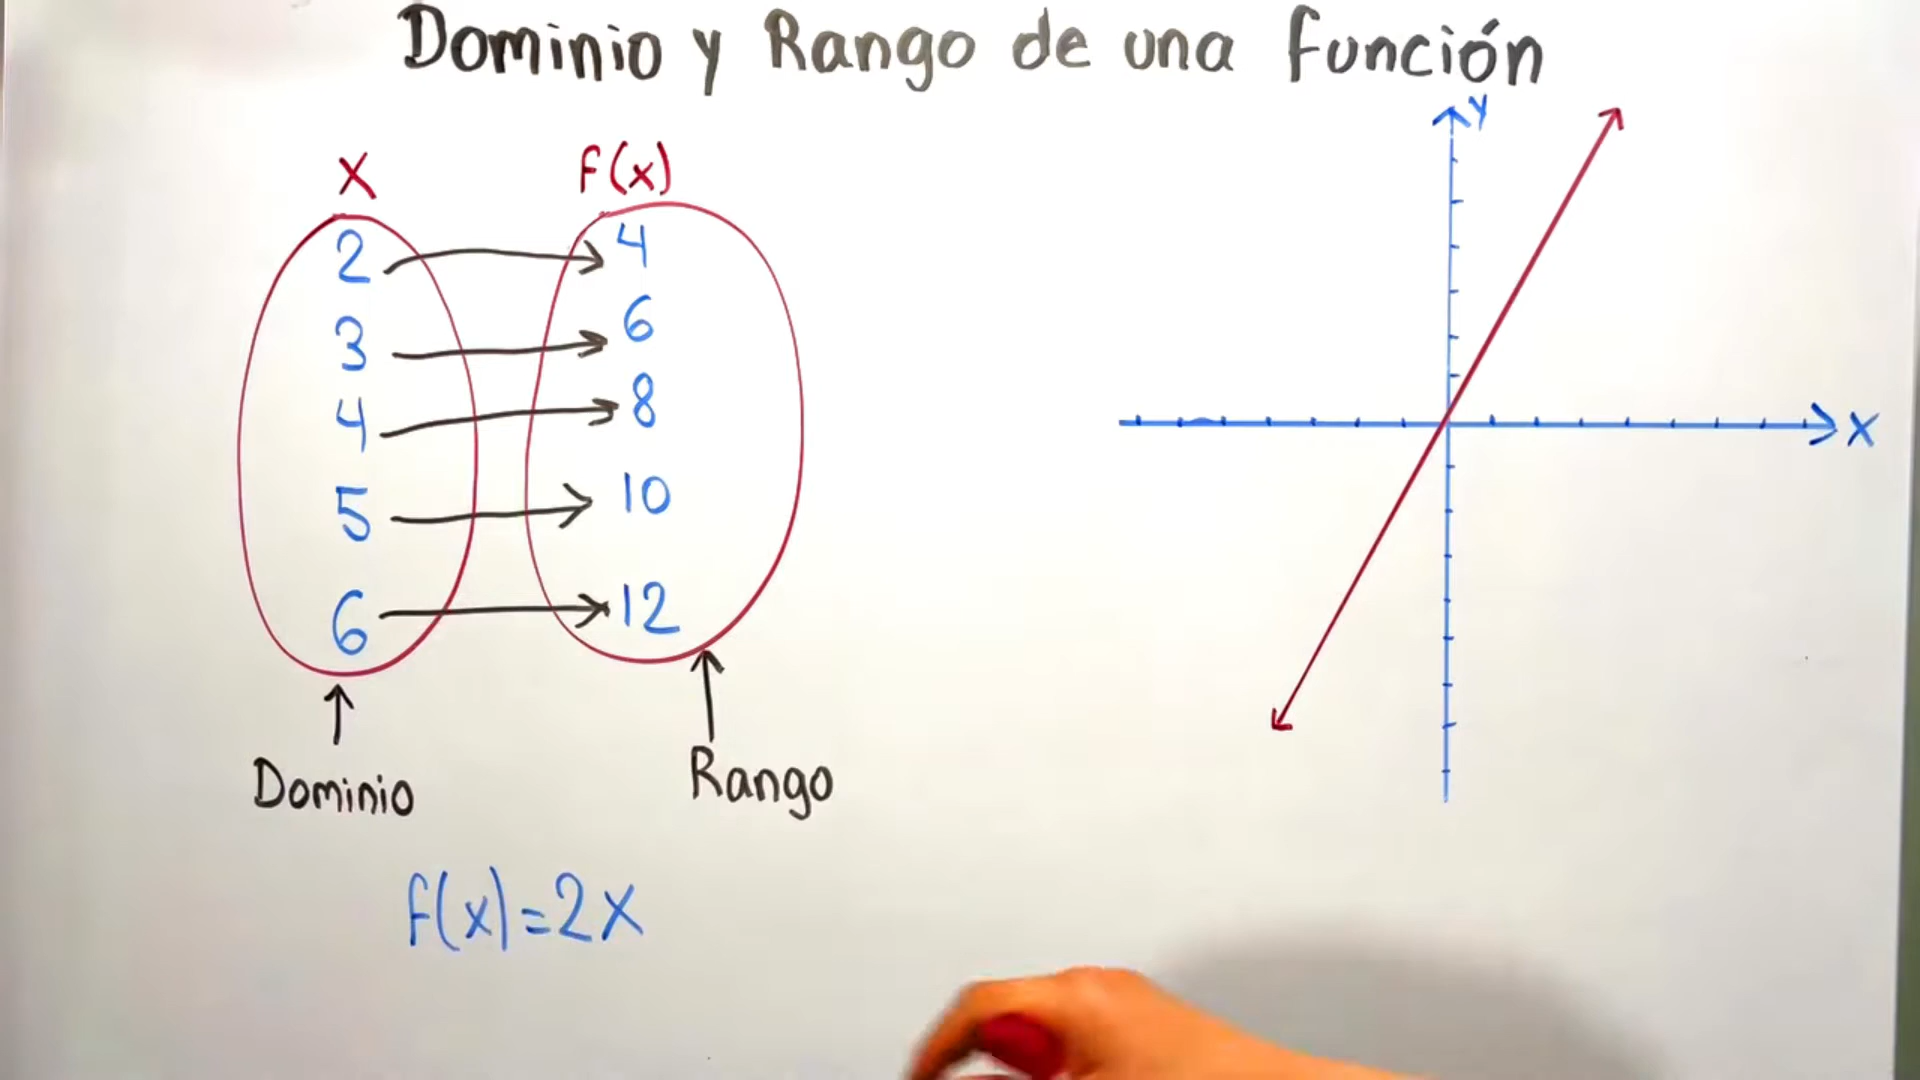 Dominio y Rango de una función
x f(x)
2 4
3 6
4 8
5 10
6 12
Dominio
Rango
f(x)=2x
y
x